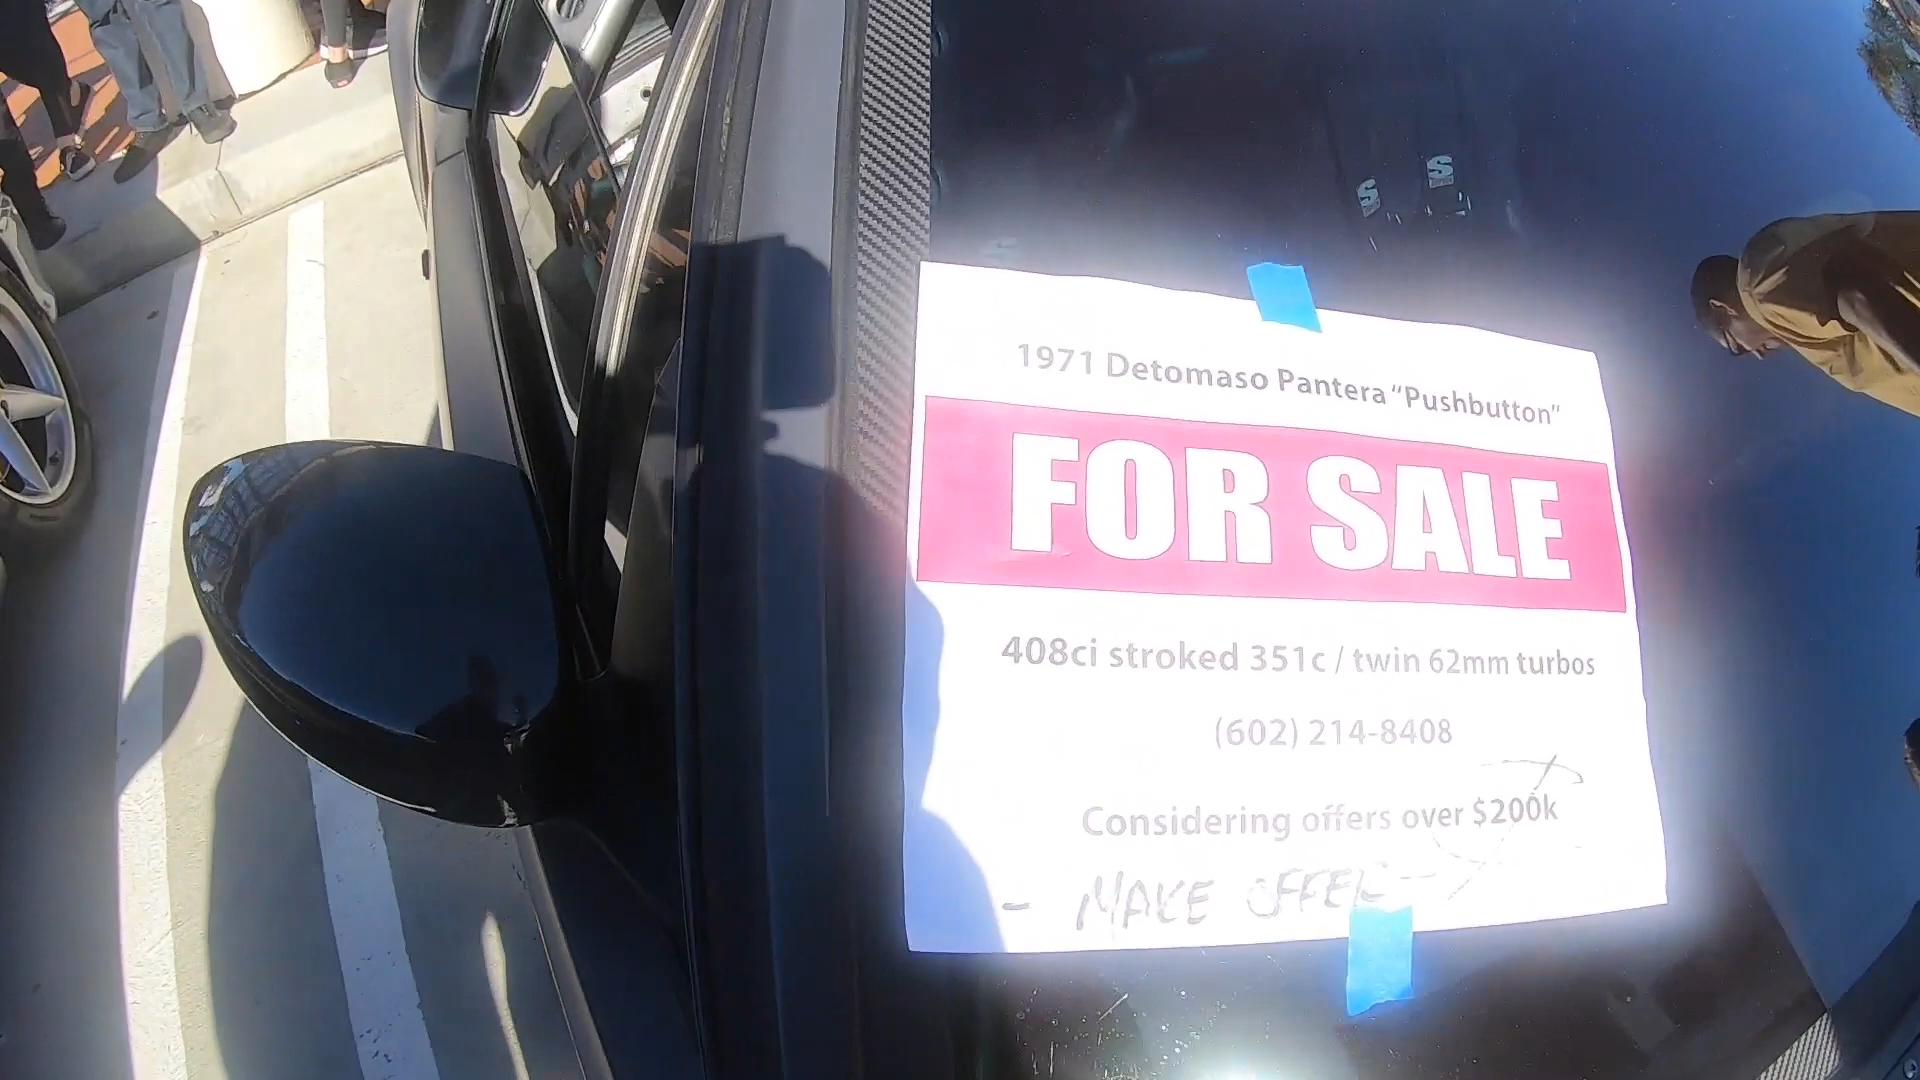 S S
1971 Detomaso Pantera "Pushbutton"
FOR SALE
408ci stroked 351c / twin 62mm turbos
(602) 214-8408
Considering offers over $200k
- MAKE OFFER -